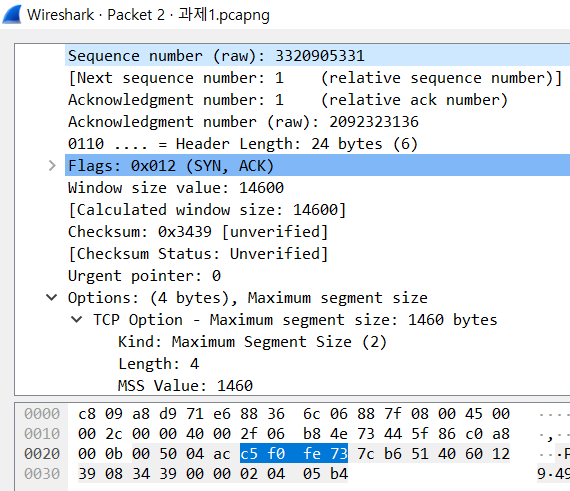 Wireshark · Packet 2 · 과제1.pcapng
Sequence number (raw): 3320905331
[Next sequence number: 1    (relative sequence number)]
Acknowledgment number: 1    (relative ack number)
Acknowledgment number (raw): 2092323136
0110 .... = Header Length: 24 bytes (6)
Flags: 0x012 (SYN, ACK)
Window size value: 14600
[Calculated window size: 14600]
Checksum: 0x3439 [unverified]
[Checksum Status: Unverified]
Urgent pointer: 0
Options: (4 bytes), Maximum segment size
TCP Option - Maximum segment size: 1460 bytes
Kind: Maximum Segment Size (2)
Length: 4
MSS Value: 1460
0000 c8 09 a8 d9 71 e6 88 36 6c 06 88 7f 08 00 45 00 ····
0010 00 2c 00 00 40 00 2f 06 b8 4e 73 44 5f 86 c0 a8 ·,··
0020 00 0b 00 50 04 ac c5 f0 fe 73 7c b6 51 40 60 12 ···P
0030 39 08 34 39 00 00 02 04 05 b4 9·49